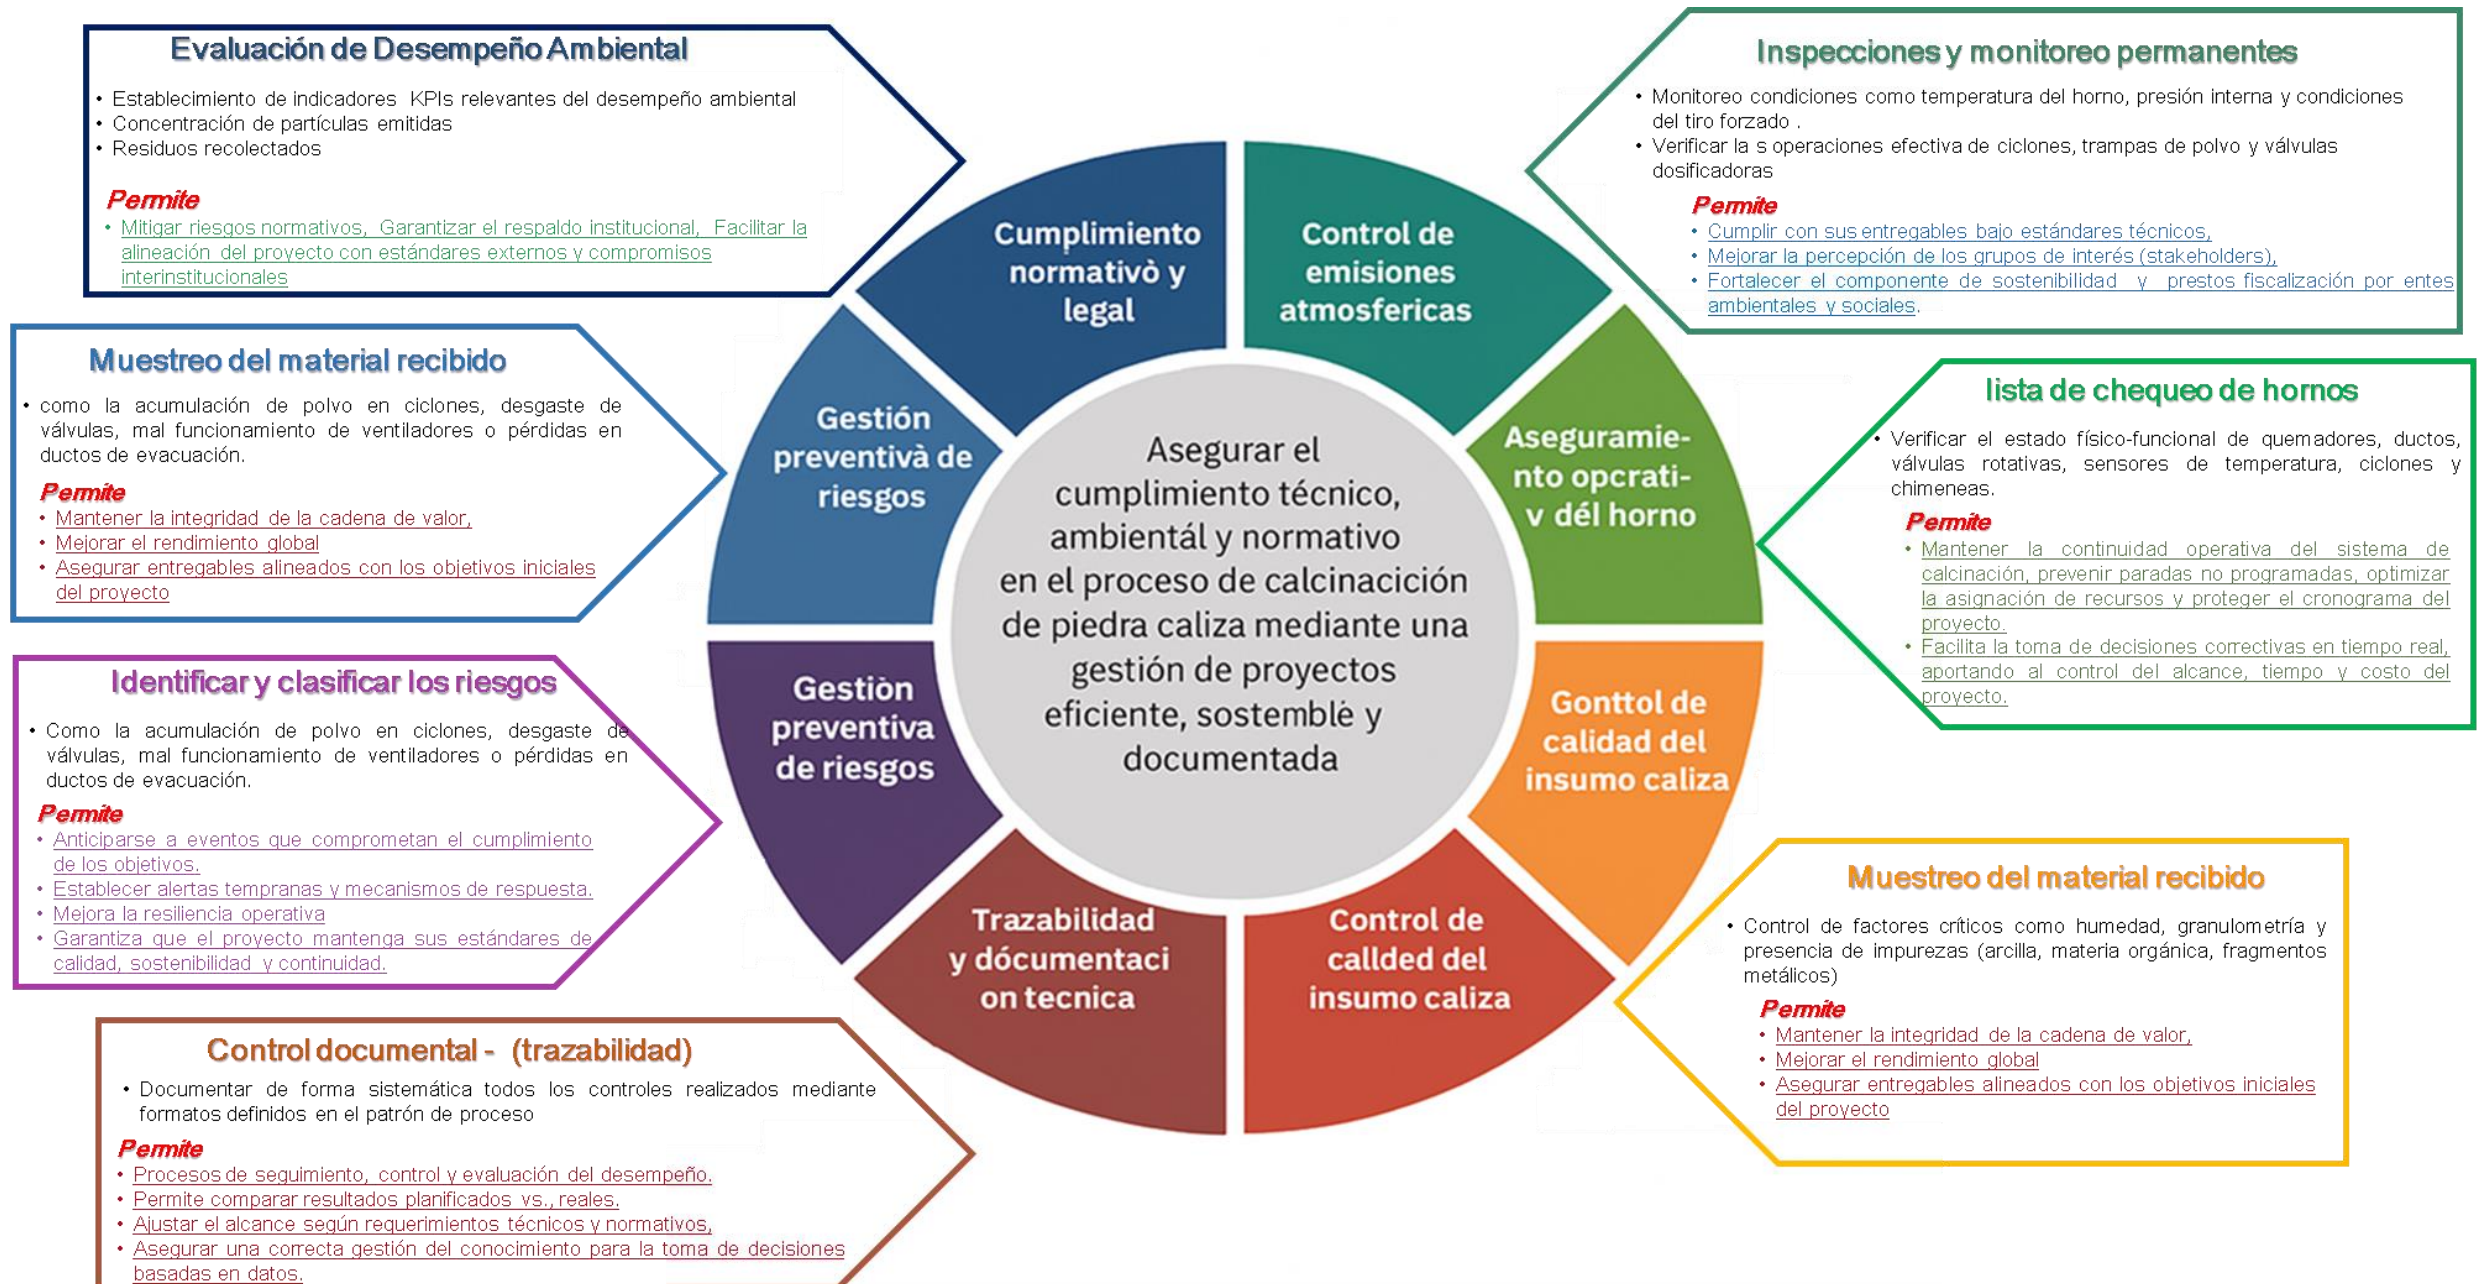 Evaluación de Desempeño Ambiental
• Establecimiento de indicadores KPIs relevantes del desempeño ambiental
• Concentración de partículas emitidas
• Residuos recolectados
Permite
• Mitigar riesgos normativos, Garantizar el respaldo institucional, Facilitar la
alineación del proyecto con estándares externos y compromisos
interinstitucionales
Inspecciones y monitoreo permanentes
• Monitoreo condiciones como temperatura del horno, presión interna y condiciones
del tiro forzado .
• Verificar la s operaciones efectiva de ciclones, trampas de polvo y válvulas
dosificadoras
Permite
• Cumplir con sus entregables bajo estándares técnicos,
• Mejorar la percepción de los grupos de interés (stakeholders),
• Fortalecer el componente de sostenibilidad y prestos fiscalización por entes
ambientales y sociales.
Muestreo del material recibido
• como la acumulación de polvo en ciclones, desgaste de
válvulas, mal funcionamiento de ventiladores o pérdidas en
ductos de evacuación.
Permite
• Mantener la integridad de la cadena de valor,
• Mejorar el rendimiento global
• Asegurar entregables alineados con los objetivos iniciales
del proyecto
lista de chequeo de hornos
• Verificar el estado físico-funcional de quemadores, ductos,
válvulas rotativas, sensores de temperatura, ciclones y
chimeneas.
Permite
• Mantener la continuidad operativa del sistema de
calcinación, prevenir paradas no programadas, optimizar
la asignación de recursos y proteger el cronograma del
proyecto.
• Facilita la toma de decisiones correctivas en tiempo real,
aportando al control del alcance, tiempo y costo del
proyecto.
Identificar y clasificar los riesgos
• Como la acumulación de polvo en ciclones, desgaste de
válvulas, mal funcionamiento de ventiladores o pérdidas en
ductos de evacuación.
Permite
• Anticiparse a eventos que comprometan el cumplimiento
de los objetivos.
• Establecer alertas tempranas y mecanismos de respuesta.
• Mejora la resiliencia operativa
• Garantiza que el proyecto mantenga sus estándares de
calidad, sostenibilidad y continuidad.
Muestreo del material recibido
• Control de factores críticos como humedad, granulometría y
presencia de impurezas (arcilla, materia orgánica, fragmentos
metálicos)
Permite
• Mantener la integridad de la cadena de valor,
• Mejorar el rendimiento global
• Asegurar entregables alineados con los objetivos iniciales
del proyecto
Control documental - (trazabilidad)
• Documentar de forma sistemática todos los controles realizados mediante
formatos definidos en el patrón de proceso
Permite
• Procesos de seguimiento, control y evaluación del desempeño.
• Permite comparar resultados planificados vs., reales.
• Ajustar el alcance según requerimientos técnicos y normativos,
• Asegurar una correcta gestión del conocimiento para la toma de decisiones
basadas en datos.
Cumplimiento
normativò y
legal
Control de
emisiones
atmosfericas
Aseguramie-
nto opcrati-
v dél horno
Gonttol de
calidad del
insumo caliza
Control de
callded del
insumo caliza
Trazabilidad
y dócumentaci
on tecnica
Gestiòn
preventiva
de riesgos
Gestión
preventivà de
riesgos
Asegurar el
cumplimiento técnico,
ambientál y normativo
en el proceso de calcinacición
de piedra caliza mediante una
gestión de proyectos
eficiente, sostemblė y
documentada